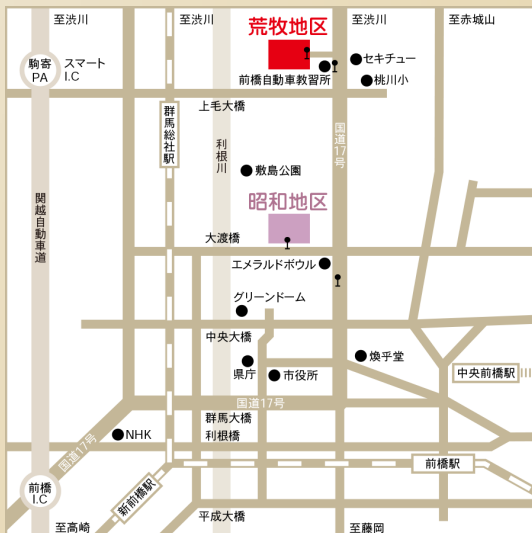 至渋川
至渋川
至渋川
至赤城山
荒牧地区
駒寄
PA
スマート
I.C
セキチュー
前橋自動車教習所
桃川小
上毛大橋
群馬総社駅
国道17号
利根川
敷島公園
関越自動車道
昭和地区
大渡橋
エメラルドボウル
グリーンドーム
中央大橋
煥乎堂
県庁
市役所
中央前橋駅
国道17号
群馬大橋
NHK
利根橋
国道17号
前橋駅
前橋
I.C
新前橋駅
平成大橋
至高崎
至藤岡